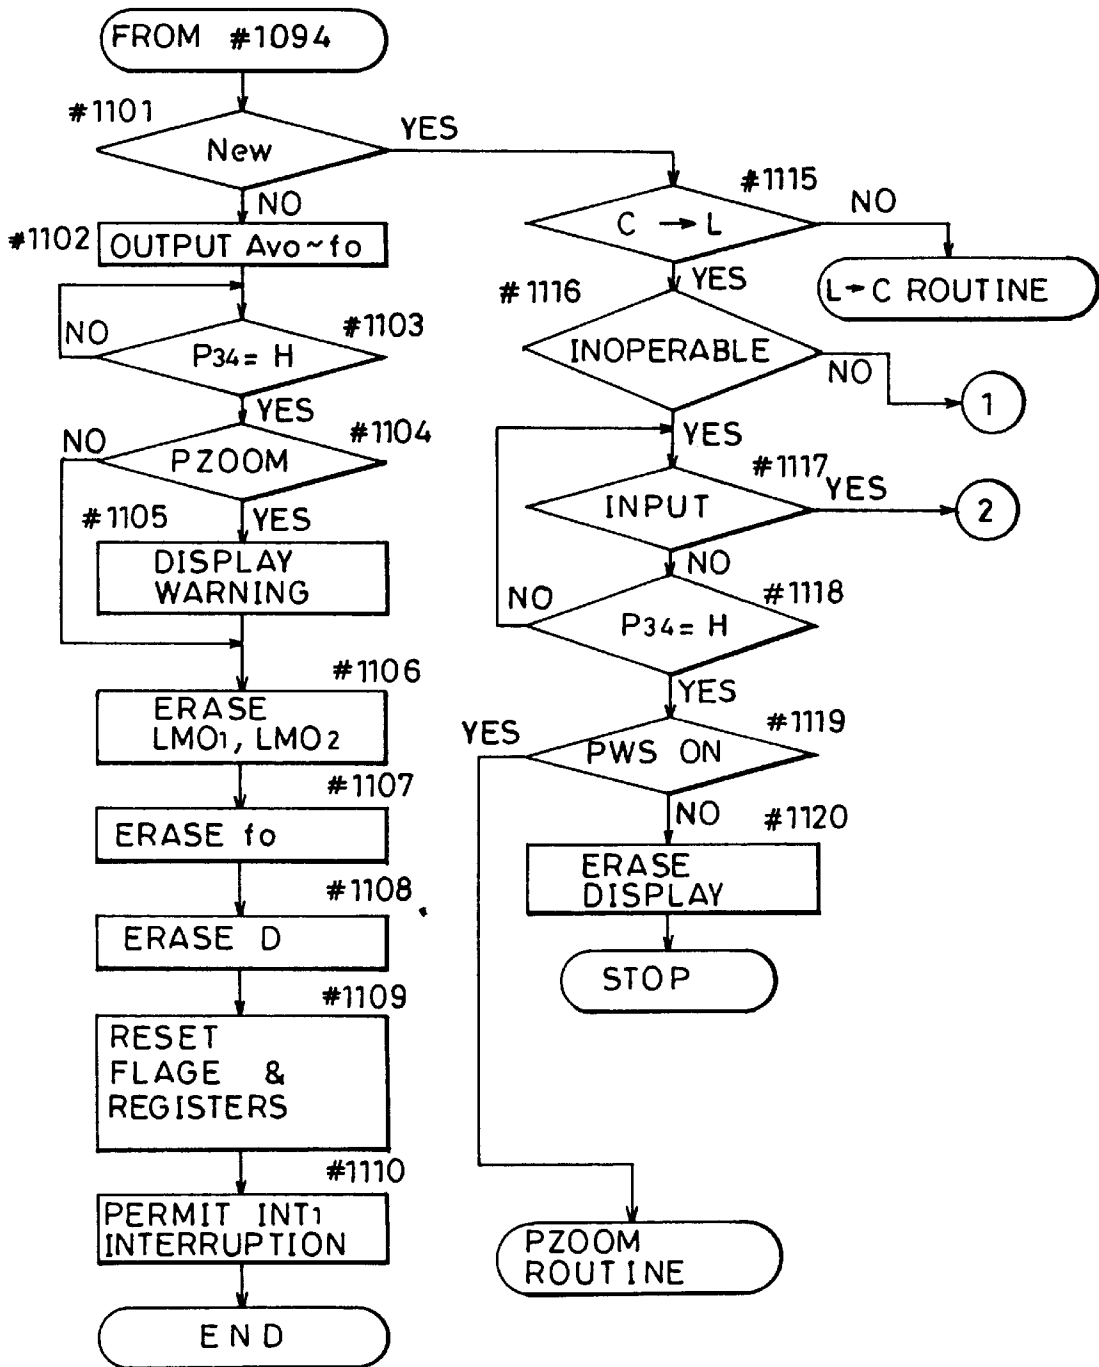 FROM #1094
#1101
New
YES
NO
#1102
OUTPUT Avo~fo
NO
#1103
P34= H
YES
NO
#1104
PZOOM
YES
#1105
DISPLAY
WARNING
#1106
ERASE
LMO1, LMO2
#1107
ERASE fo
#1108
ERASE D
#1109
RESET
FLAGE &
REGISTERS
#1110
PERMIT INT1
INTERRUPTION
END
#1115
C → L
NO
L→C ROUTINE
YES
#1116
INOPERABLE
NO
1
YES
#1117
INPUT
YES
2
NO
#1118
NO
P34= H
YES
#1119
YES
PWS ON
NO
#1120
ERASE
DISPLAY
STOP
PZOOM
ROUTINE